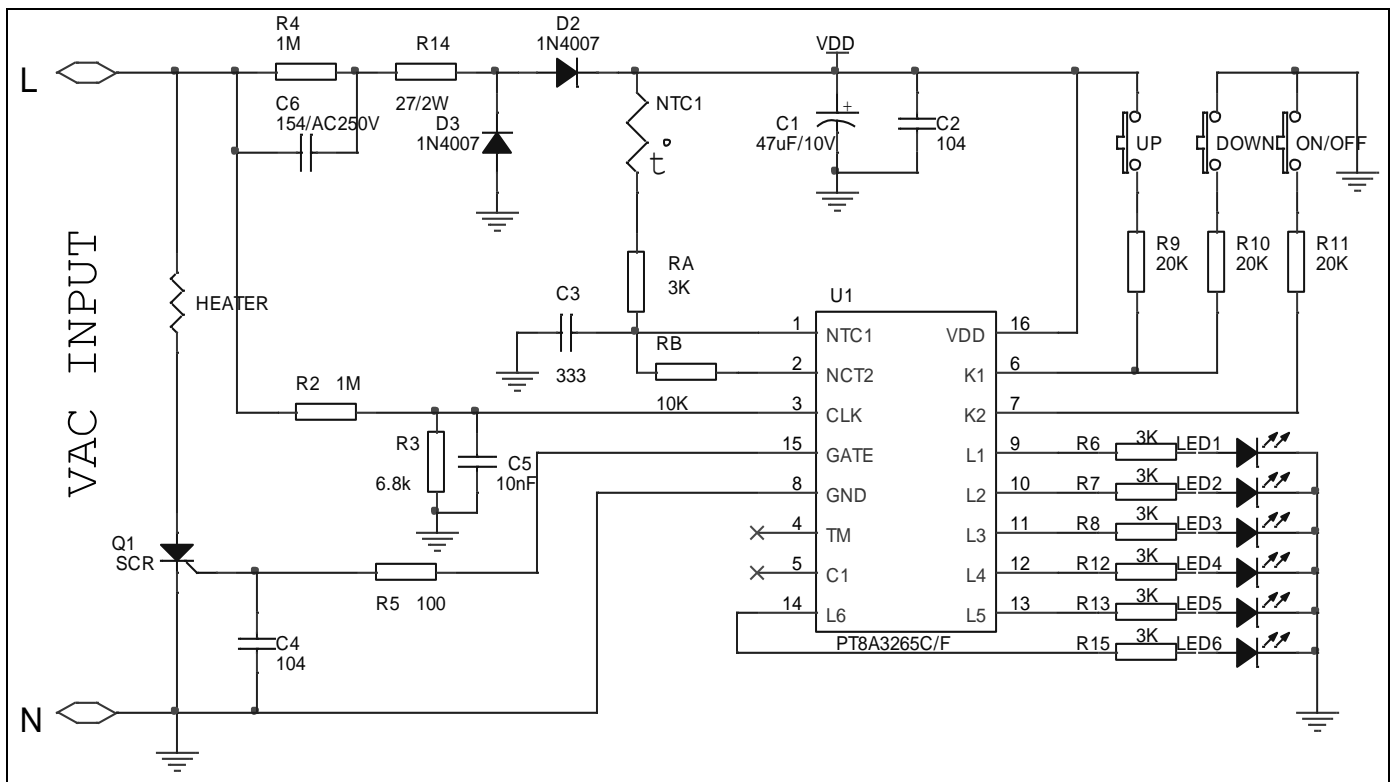 R4
1M
R14
D2
1N4007
VDD
L
C6
154/AC250V
27/2W
D3
1N4007
NTC1
t°
C1
47uF/10V
+
C2
104
UP
DOWN
ON/OFF
VAC INPUT
HEATER
RA
3K
R9
20K
R10
20K
R11
20K
C3
333
RB
10K
U1
1
NTC1
VDD
16
2
NCT2
K1
6
R2 1M
3
CLK
K2
7
R3
6.8k
C5
10nF
15
GATE
L1
9
R6
3K
LED1
8
GND
L2
10
R7
3K
LED2
4
TM
L3
11
R8
3K
LED3
Q1
SCR
5
C1
L4
12
R12
3K
LED4
R5 100
14
L6
L5
13
R13
3K
LED5
PT8A3265C/F
R15
3K
LED6
C4
104
N